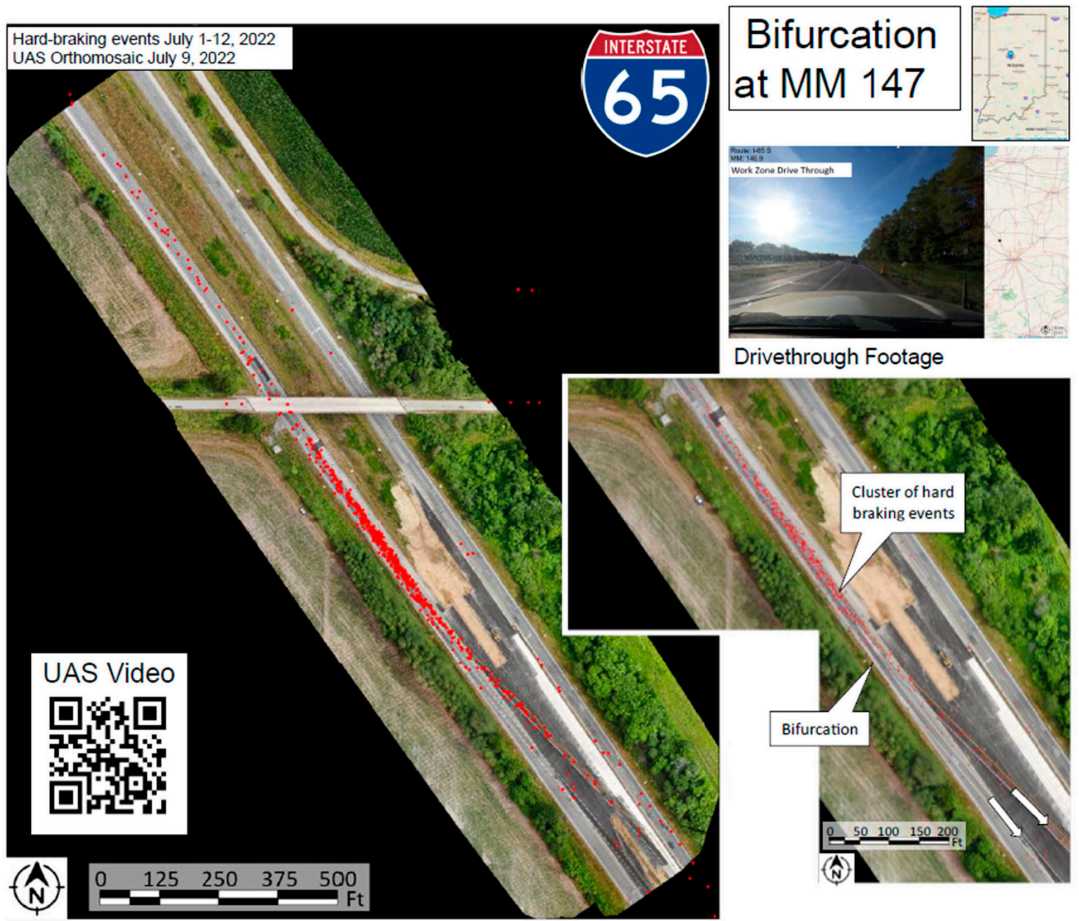 Hard-braking events July 1-12, 2022
UAS Orthomosaic July 9, 2022
INTERSTATE
65
Bifurcation
at MM 147
Route: I-65 S
MM: 146.9
Work Zone Drive Through
Drivethrough Footage
Cluster of hard
braking events
Bifurcation
UAS Video
N
0 125 250 375 500
Ft
0 50 100 150 200
Ft
N